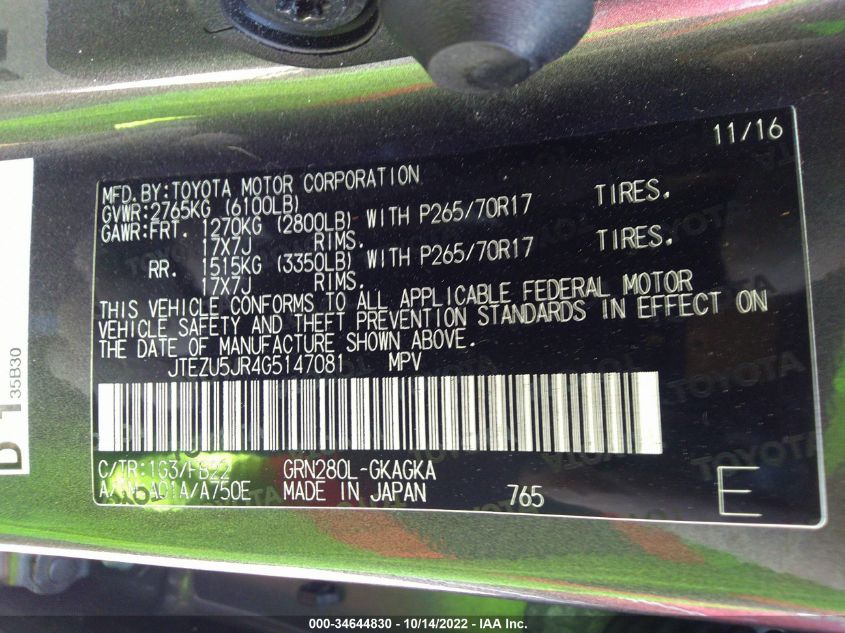 11/16
MFD.BY:TOYOTA MOTOR CORPORATION
GVWR:2765KG (6100LB)
GAWR:FRT. 1270KG (2800LB) WITH P265/70R17 TIRES.
17X7J RIMS.
RR. 1515KG (3350LB) WITH P265/70R17 TIRES.
17X7J RIMS.
THIS VEHICLE CONFORMS TO ALL APPLICABLE FEDERAL MOTOR
VEHICLE SAFETY AND THEFT PREVENTION STANDARDS IN EFFECT ON
THE DATE OF MANUFACTURE SHOWN ABOVE.
JTEZU5JR4G5147081 MPV
C/TR:1G3/FB22 GRN280L-GKAGKA
A01A/A750E MADE IN JAPAN 765
E
D 1
35B30
000-34644830 - 10/14/2022 - IAA Inc.